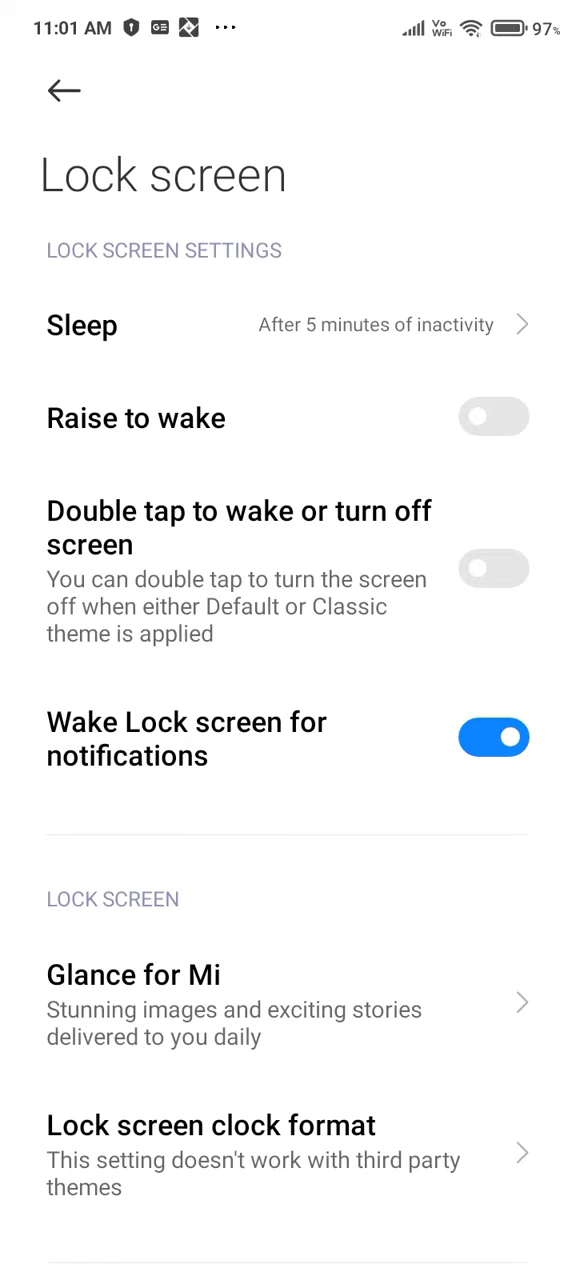 11:01 AM GE ... Vo WiFi 97%
Lock screen
LOCK SCREEN SETTINGS
Sleep After 5 minutes of inactivity
Raise to wake
Double tap to wake or turn off
screen
You can double tap to turn the screen
off when either Default or Classic
theme is applied
Wake Lock screen for
notifications
LOCK SCREEN
Glance for Mi
Stunning images and exciting stories
delivered to you daily
Lock screen clock format
This setting doesn't work with third party
themes